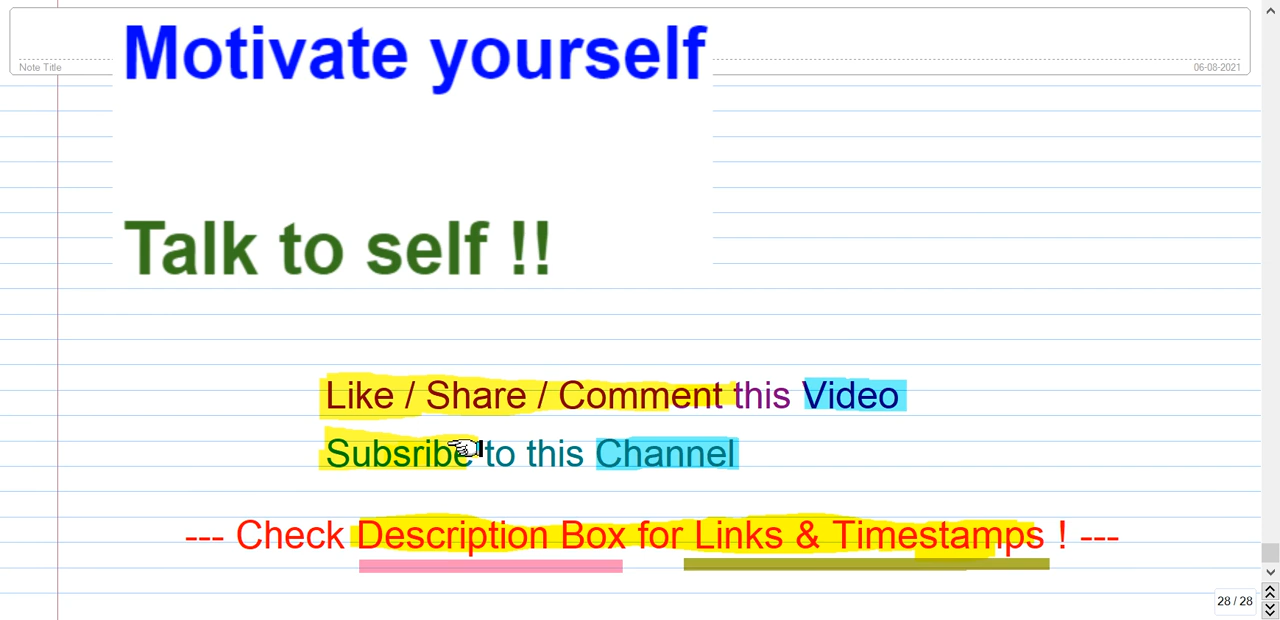 Motivate yourself
Note Title
06-08-2021
Talk to self !!
Like / Share / Comment this Video
Subsribe to this Channel
--- Check Description Box for Links & Timestamps ! ---
28 / 28